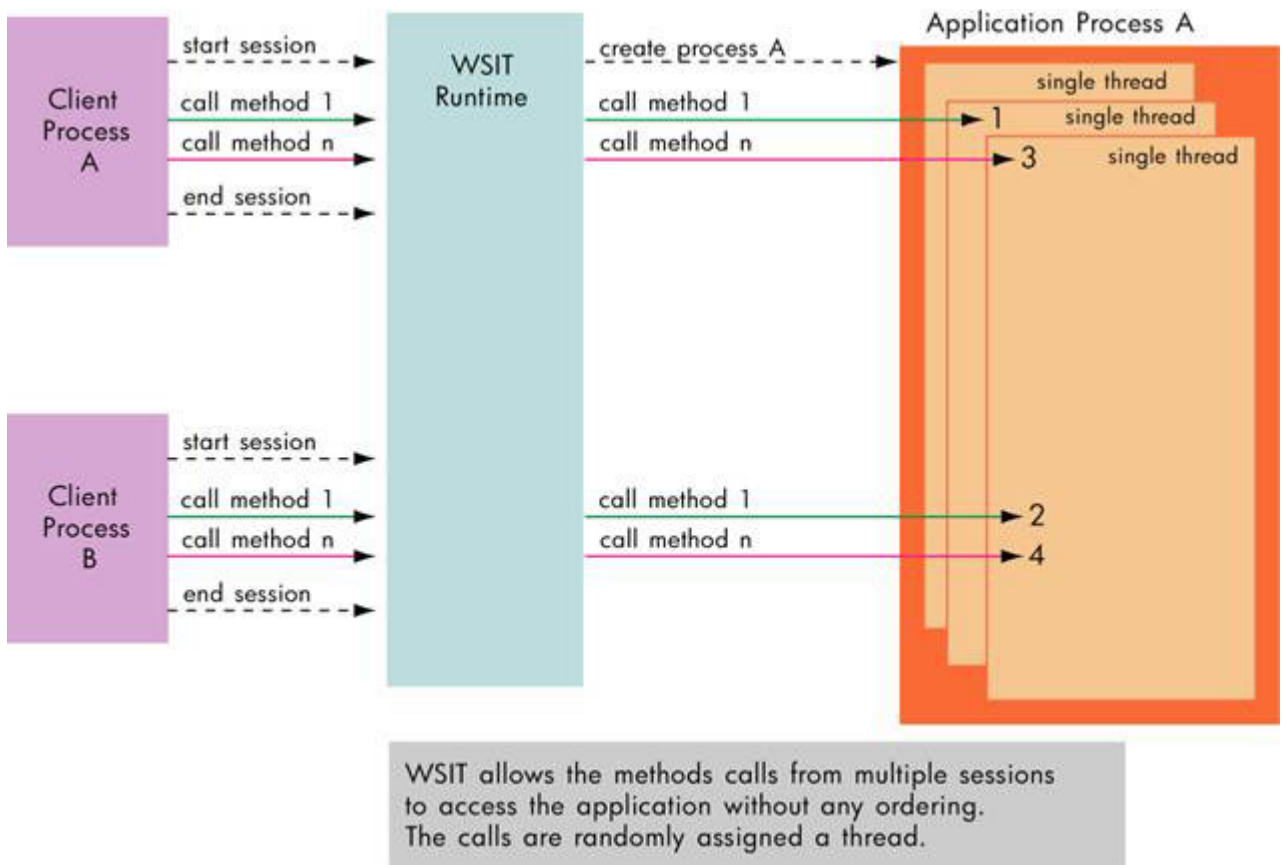 Application Process A
start session
create process A
WSIT
Runtime
single thread
Client
Process
A
call method 1
call method 1
1
single thread
call method n
call method n
3
single thread
end session
start session
Client
Process
B
call method 1
call method 1
2
call method n
call method n
4
end session
WSIT allows the methods calls from multiple sessions
to access the application without any ordering.
The calls are randomly assigned a thread.